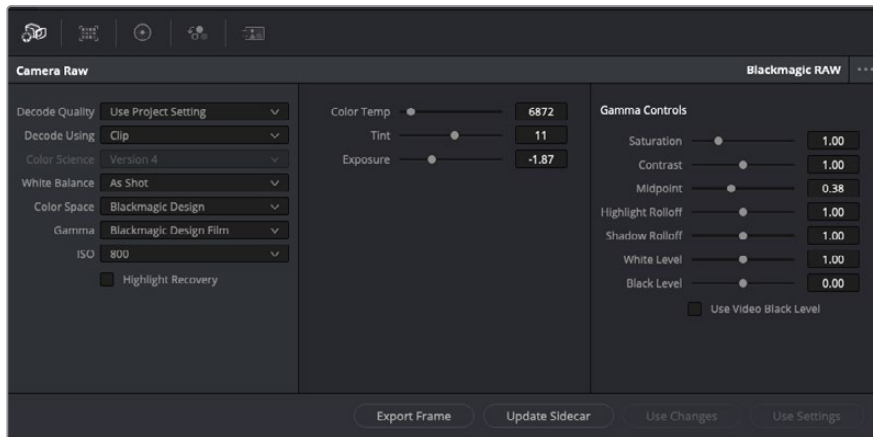 Camera Raw
Blackmagic RAW
Decode Quality Use Project Setting
Decode Using Clip
Color Science Version 4
White Balance As Shot
Color Space Blackmagic Design
Gamma Blackmagic Design Film
ISO 800
Highlight Recovery
Color Temp 6872
Tint 11
Exposure -1.87
Gamma Controls
Saturation 1.00
Contrast 1.00
Midpoint 0.38
Highlight Rolloff 1.00
Shadow Rolloff 1.00
White Level 1.00
Black Level 0.00
Use Video Black Level
Export Frame
Update Sidecar
Use Changes
Use Settings